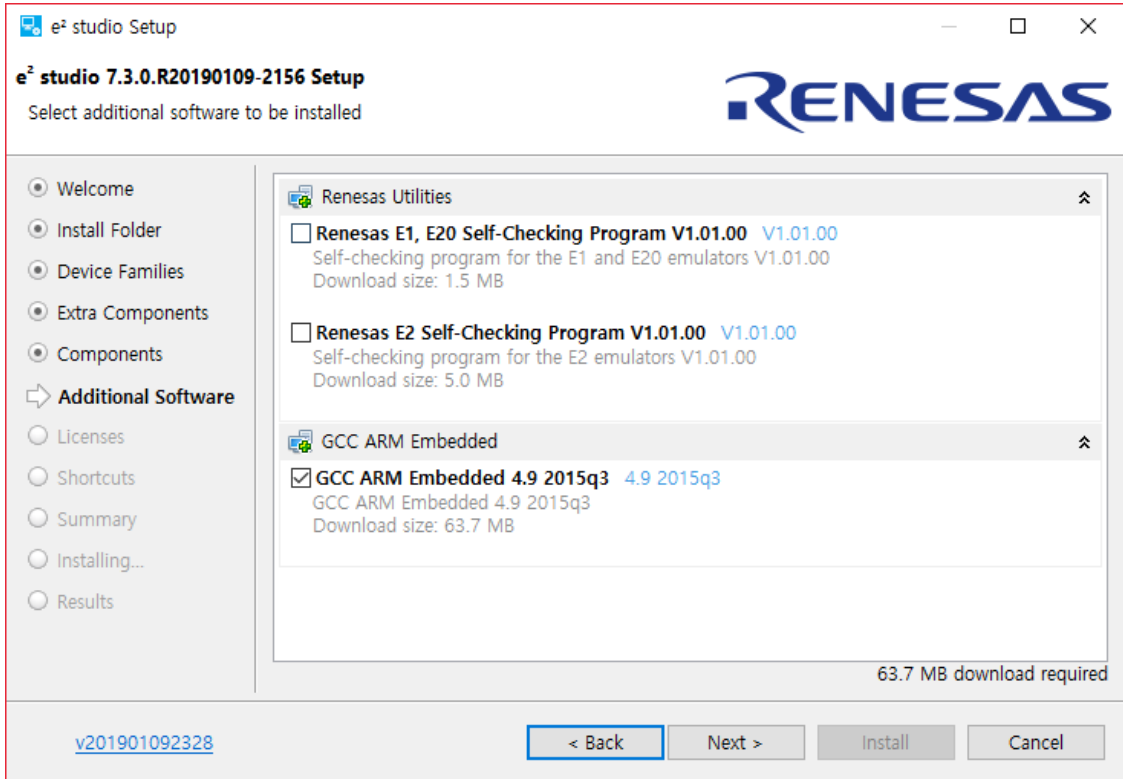 e² studio Setup
e² studio 7.3.0.R20190109-2156 Setup
Select additional software to be installed
RENESAS
Welcome
Install Folder
Device Families
Extra Components
Components
Additional Software
Licenses
Shortcuts
Summary
Installing...
Results
Renesas Utilities
Renesas E1, E20 Self-Checking Program V1.01.00 V1.01.00
Self-checking program for the E1 and E20 emulators V1.01.00
Download size: 1.5 MB
Renesas E2 Self-Checking Program V1.01.00 V1.01.00
Self-checking program for the E2 emulators V1.01.00
Download size: 5.0 MB
GCC ARM Embedded
GCC ARM Embedded 4.9 2015q3 4.9 2015q3
GCC ARM Embedded 4.9 2015q3
Download size: 63.7 MB
63.7 MB download required
v201901092328
< Back
Next >
Install
Cancel